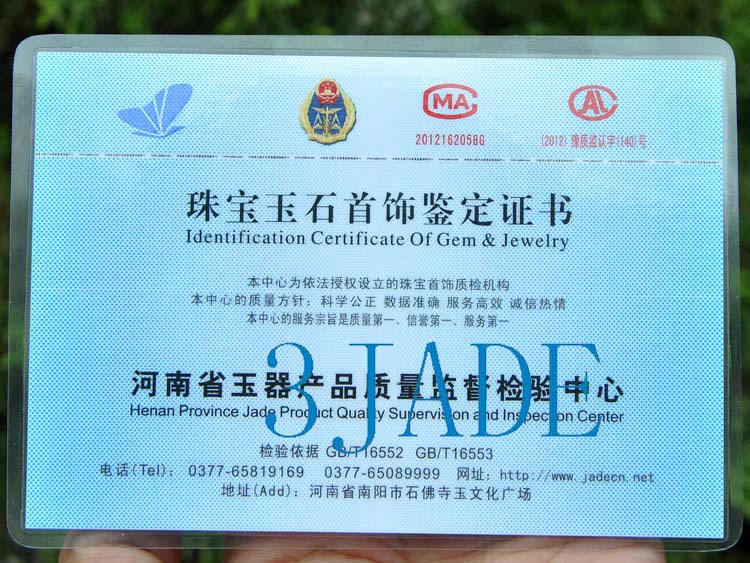 CMA
CAL
2012162058G
(2012) 豫质监认字(140)号
珠宝玉石首饰鉴定证书
Identification Certificate Of Gem & Jewelry
本中心为依法授权设立的珠宝首饰质检机构
本中心的质量方针：科学公正 数据准确 服务高效 诚信热情
本中心的服务宗旨是质量第一、信誉第一、服务第一
3JADE
河南省玉器产品质量监督检验中心
Henan Province Jade Product Quality Supervision and Inspection Center
检验依据 GB/T16552 GB/T16553
电话(Tel)： 0377-65819169 0377-65089999 网址：http://www.jadecn.net
地址(Add)：河南省南阳市石佛寺玉文化广场